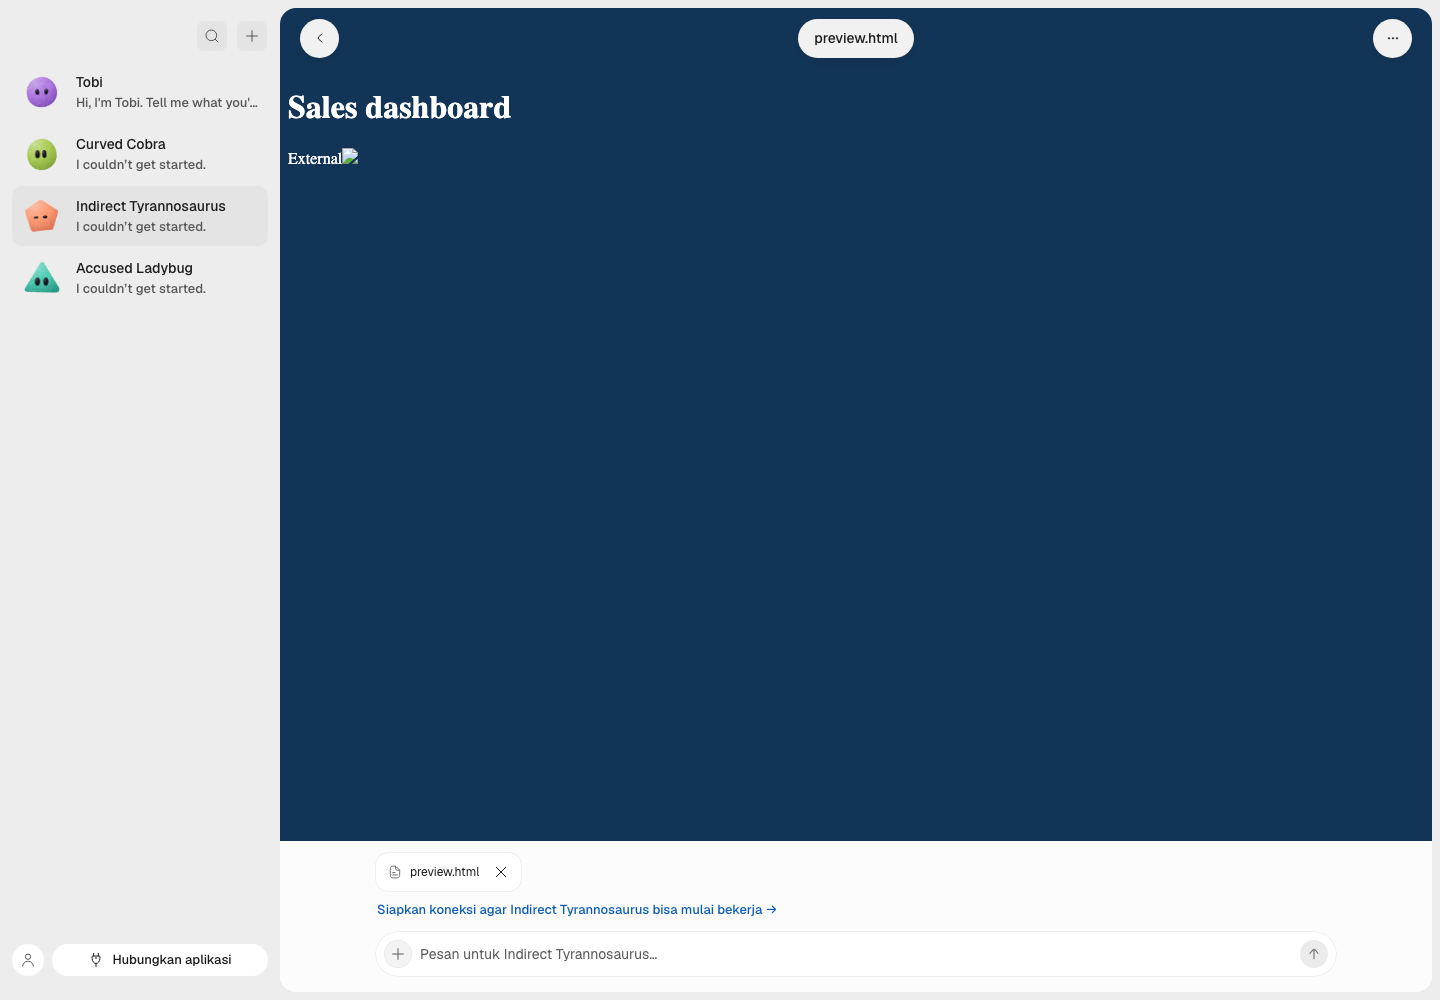 Tobi
Hi, I'm Tobi. Tell me what you'...
Curved Cobra
I couldn't get started.
Indirect Tyrannosaurus
I couldn't get started.
Accused Ladybug
I couldn't get started.
Hubungkan aplikasi
preview.html
Sales dashboard
External
preview.html
Siapkan koneksi agar Indirect Tyrannosaurus bisa mulai bekerja →
Pesan untuk Indirect Tyrannosaurus...